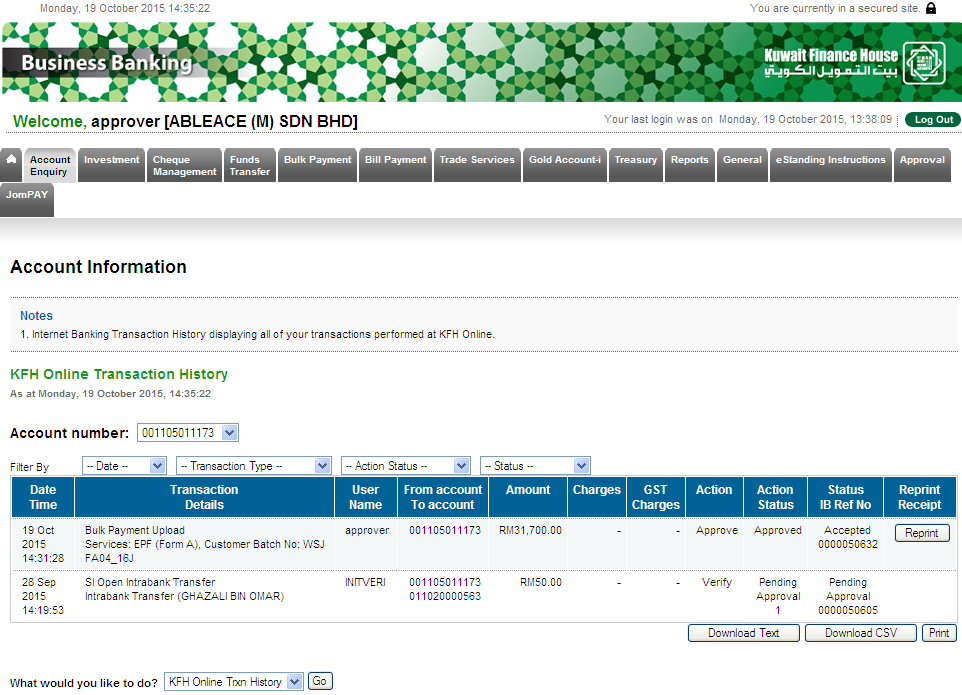 Monday, 19 October 2015 14:35:22
You are currently in a secured site.
Business Banking
Kuwait Finance House
بيت التمويل الكويتي
Welcome, approver [ABLEACE (M) SDN BHD]
Your last login was on Monday, 19 October 2015, 13:38:09
Log Out
Account Enquiry
Investment
Cheque Management
Funds Transfer
Bulk Payment
Bill Payment
Trade Services
Gold Account-i
Treasury
Reports
General
eStanding Instructions
Approval
JomPAY
Account Information
Notes
1. Internet Banking Transaction History displaying all of your transactions performed at KFH Online.
KFH Online Transaction History
As at Monday, 19 October 2015, 14:35:22
Account number: 001105011173
Filter By -- Date -- -- Transaction Type -- -- Action Status -- -- Status --
Date Time
Transaction Details
User Name
From account To account
Amount
Charges
GST Charges
Action
Action Status
Status IB Ref No
Reprint Receipt
19 Oct 2015 14:31:28
Bulk Payment Upload
Services: EPF (Form A), Customer Batch No: WSJ
FA04_16J
approver
001105011173
RM31,700.00
-
-
Approve
Approved
Accepted
0000050632
Reprint
28 Sep 2015 14:19:53
SI Open Intrabank Transfer
Intrabank Transfer (GHAZALI BIN OMAR)
INITVERI
001105011173
011020000563
RM50.00
-
-
Verify
Pending Approval 1
Pending Approval
0000050605
Download Text
Download CSV
Print
What would you like to do? KFH Online Trxn History Go